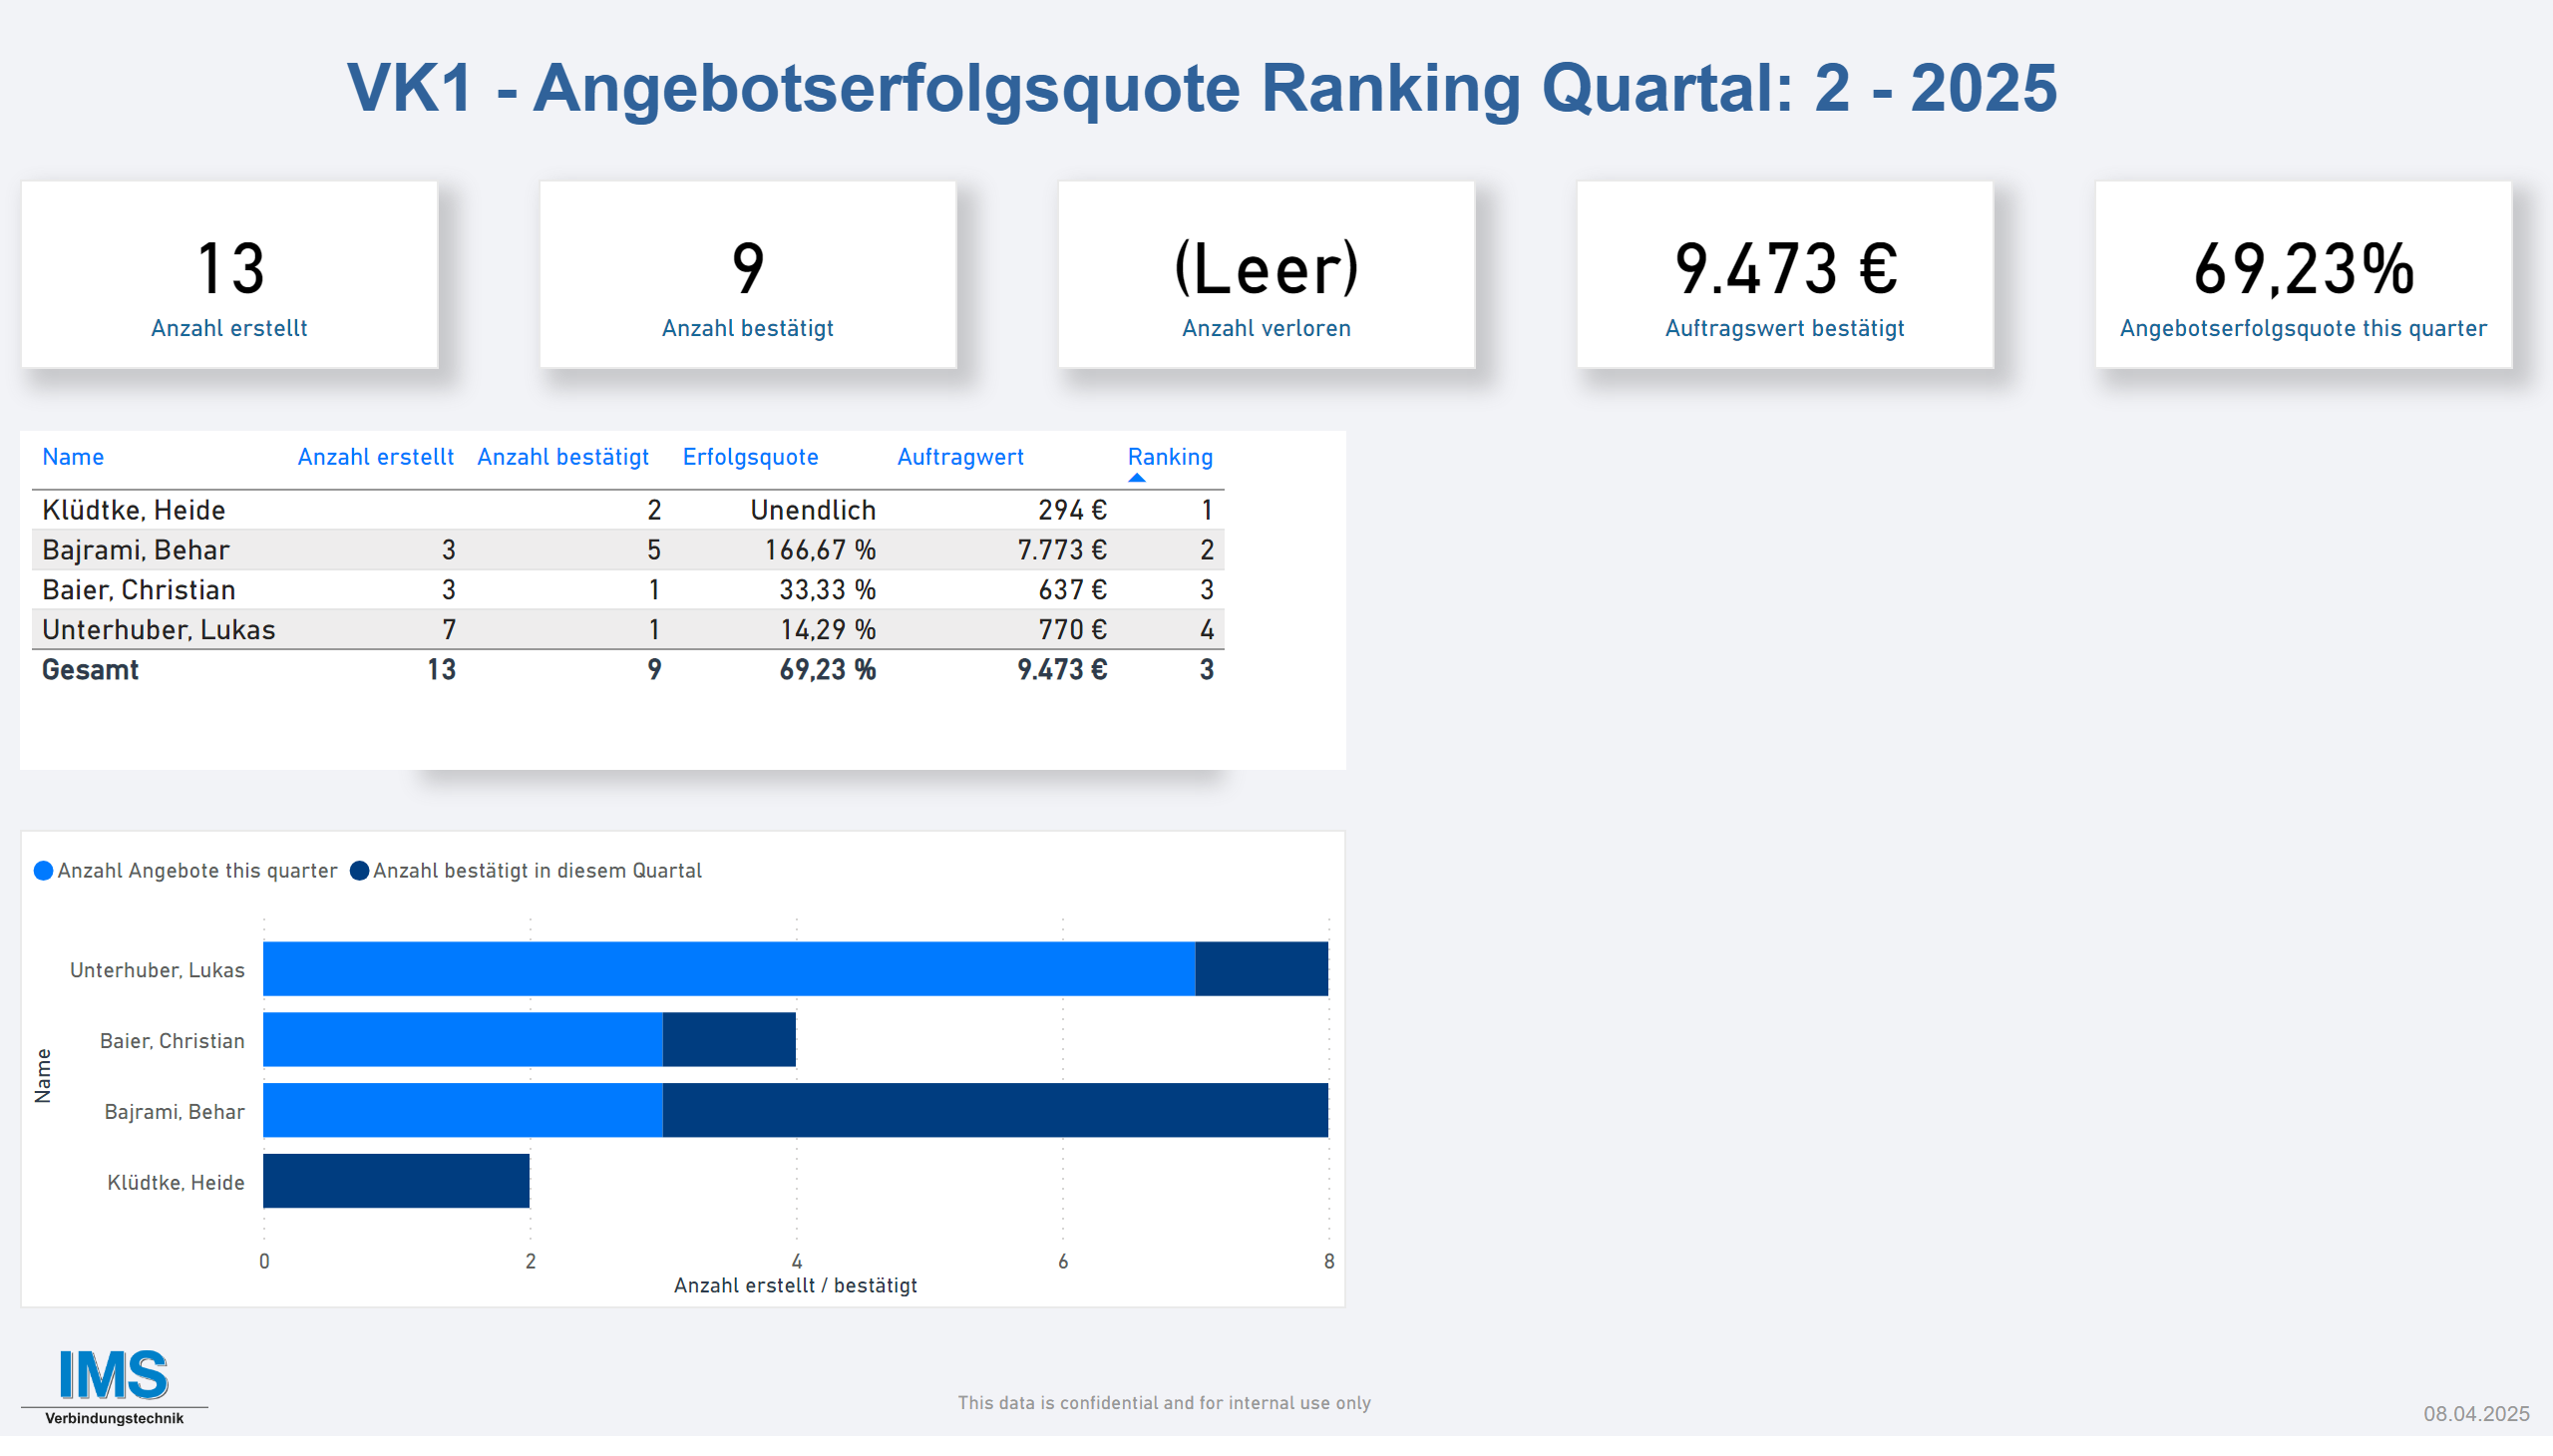 VK1 - Angebotserfolgsquote Ranking Quartal: 2 - 2025
13
Anzahl erstellt
9
Anzahl bestätigt
(Leer)
Anzahl verloren
9.473 €
Auftragswert bestätigt
69,23%
Angebotserfolgsquote this quarter
Name Anzahl erstellt Anzahl bestätigt Erfolgsquote Auftragwert Ranking
Klüdtke, Heide 2 Unendlich 294 € 1
Bajrami, Behar 3 5 166,67 % 7.773 € 2
Baier, Christian 3 1 33,33 % 637 € 3
Unterhuber, Lukas 7 1 14,29 % 770 € 4
Gesamt 13 9 69,23 % 9.473 € 3
Anzahl Angebote this quarter Anzahl bestätigt in diesem Quartal
Name
Unterhuber, Lukas
Baier, Christian
Bajrami, Behar
Klüdtke, Heide
0 2 4 6 8
Anzahl erstellt / bestätigt
IMS
Verbindungstechnik
This data is confidential and for internal use only
08.04.2025